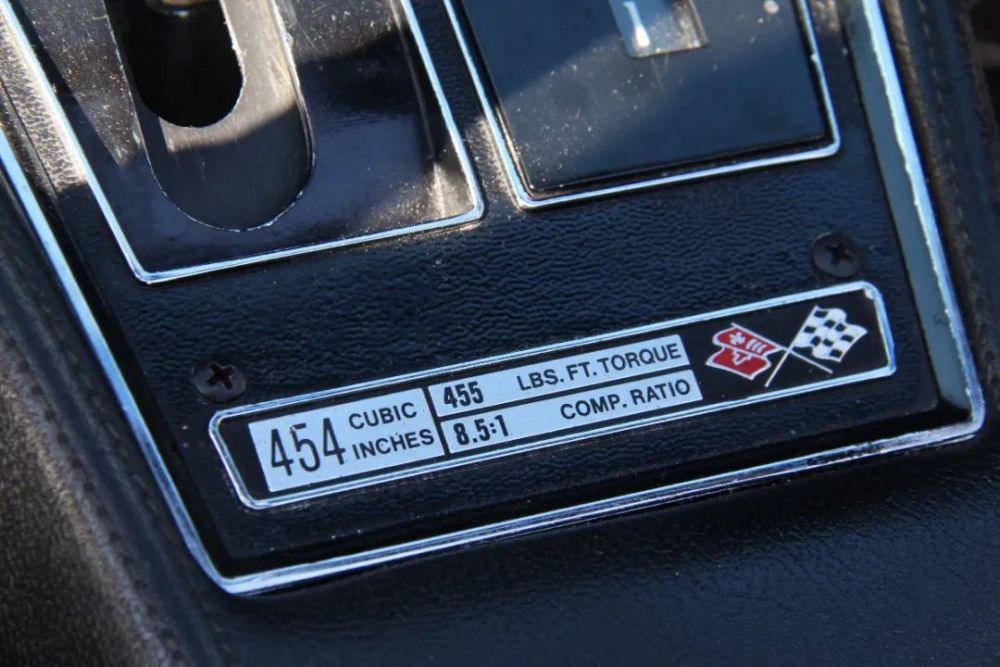 454 CUBIC INCHES
455 LBS. FT. TORQUE
8.5:1 COMP. RATIO